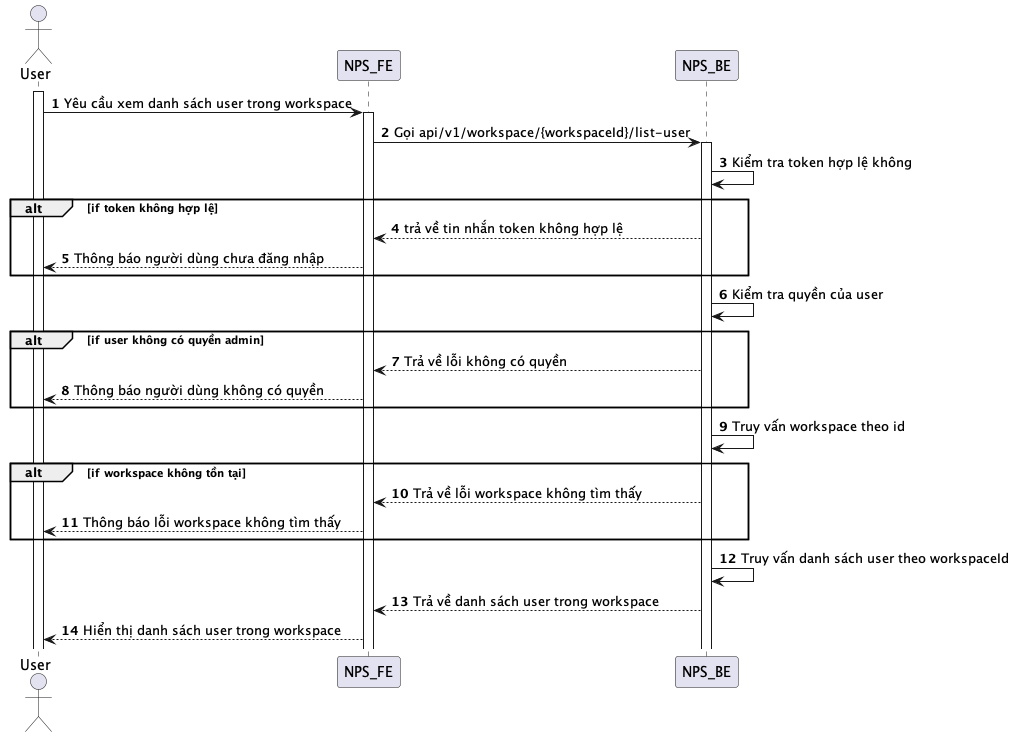 User
NPS_FE
NPS_BE
1 Yêu cầu xem danh sách user trong workspace
2 Gọi api/v1/workspace/{workspaceId}/list-user
3 Kiểm tra token hợp lệ không
alt [if token không hợp lệ]
4 trả về tin nhắn token không hợp lệ
5 Thông báo người dùng chưa đăng nhập
6 Kiểm tra quyền của user
alt [if user không có quyền admin]
7 Trả về lỗi không có quyền
8 Thông báo người dùng không có quyền
9 Truy vấn workspace theo id
alt [if workspace không tồn tại]
10 Trả về lỗi workspace không tìm thấy
11 Thông báo lỗi workspace không tìm thấy
12 Truy vấn danh sách user theo workspaceId
13 Trả về danh sách user trong workspace
14 Hiển thị danh sách user trong workspace
User
NPS_FE
NPS_BE